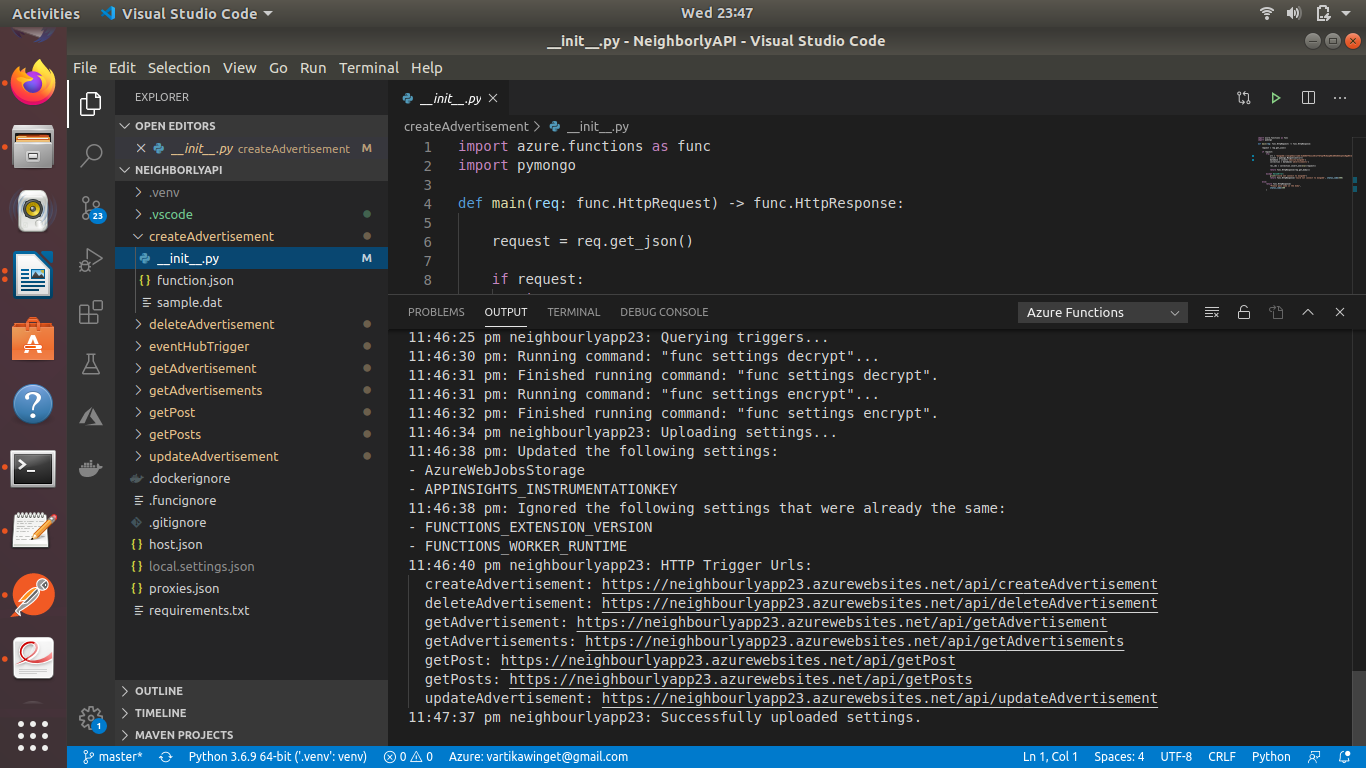 Activities
Visual Studio Code
Wed 23:47
__init__.py - NeighborlyAPI - Visual Studio Code
File Edit Selection View Go Run Terminal Help
EXPLORER
OPEN EDITORS
__init__.py createAdvertisement M
NEIGHBORLYAPI
.venv
.vscode
createAdvertisement
__init__.py M
function.json
sample.dat
deleteAdvertisement
eventHubTrigger
getAdvertisement
getAdvertisements
getPost
getPosts
updateAdvertisement
.dockerignore
.funcignore
.gitignore
host.json
local.settings.json
proxies.json
requirements.txt
OUTLINE
TIMELINE
MAVEN PROJECTS
23
1
__init__.py
createAdvertisement > __init__.py
1 import azure.functions as func
2 import pymongo
3
4 def main(req: func.HttpRequest) -> func.HttpResponse:
5
6 request = req.get_json()
7
8 if request:
PROBLEMS OUTPUT TERMINAL DEBUG CONSOLE
Azure Functions
11:46:25 pm neighbourlyapp23: Querying triggers...
11:46:30 pm: Running command: "func settings decrypt"...
11:46:31 pm: Finished running command: "func settings decrypt".
11:46:31 pm: Running command: "func settings encrypt"...
11:46:32 pm: Finished running command: "func settings encrypt".
11:46:34 pm neighbourlyapp23: Uploading settings...
11:46:38 pm: Updated the following settings:
- AzureWebJobsStorage
- APPINSIGHTS_INSTRUMENTATIONKEY
11:46:38 pm: Ignored the following settings that were already the same:
- FUNCTIONS_EXTENSION_VERSION
- FUNCTIONS_WORKER_RUNTIME
11:46:40 pm neighbourlyapp23: HTTP Trigger Urls:
createAdvertisement: https://neighbourlyapp23.azurewebsites.net/api/createAdvertisement
deleteAdvertisement: https://neighbourlyapp23.azurewebsites.net/api/deleteAdvertisement
getAdvertisement: https://neighbourlyapp23.azurewebsites.net/api/getAdvertisement
getAdvertisements: https://neighbourlyapp23.azurewebsites.net/api/getAdvertisements
getPost: https://neighbourlyapp23.azurewebsites.net/api/getPost
getPosts: https://neighbourlyapp23.azurewebsites.net/api/getPosts
updateAdvertisement: https://neighbourlyapp23.azurewebsites.net/api/updateAdvertisement
11:47:37 pm neighbourlyapp23: Successfully uploaded settings.
master* Python 3.6.9 64-bit ('.venv': venv) 0 0 Azure: vartikawinget@gmail.com Ln 1, Col 1 Spaces: 4 UTF-8 CRLF Python